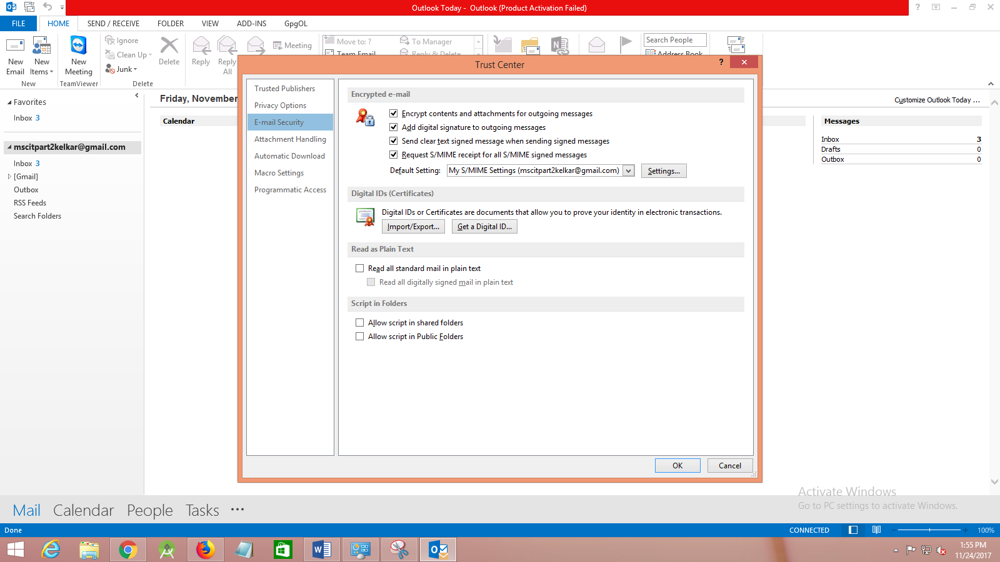 Outlook Today - Outlook (Product Activation Failed)
FILE HOME SEND / RECEIVE FOLDER VIEW ADD-INS GpgOL
New Email
New Items
New Meeting
Ignore
Clean Up
Junk
Delete
Reply
Reply All
Meeting
Move to: ?
To Manager
Team Email
Reply & Delete
Search People
Address Book
New
TeamViewer
Delete
Favorites
Inbox 3
mscitpart2kelkar@gmail.com
Inbox 3
[Gmail]
Outbox
RSS Feeds
Search Folders
Friday, November
Calendar
Customize Outlook Today ...
Messages
Inbox 3
Drafts 0
Outbox 0
Trust Center
Trusted Publishers
Privacy Options
E-mail Security
Attachment Handling
Automatic Download
Macro Settings
Programmatic Access
Encrypted e-mail
Encrypt contents and attachments for outgoing messages
Add digital signature to outgoing messages
Send clear text signed message when sending signed messages
Request S/MIME receipt for all S/MIME signed messages
Default Setting: My S/MIME Settings (mscitpart2kelkar@gmail.com) Settings...
Digital IDs (Certificates)
Digital IDs or Certificates are documents that allow you to prove your identity in electronic transactions.
Import/Export... Get a Digital ID...
Read as Plain Text
Read all standard mail in plain text
Read all digitally signed mail in plain text
Script in Folders
Allow script in shared folders
Allow script in Public Folders
OK Cancel
Activate Windows
Go to PC settings to activate Windows.
Mail Calendar People Tasks
Done
CONNECTED
100%
1:55 PM
11/24/2017